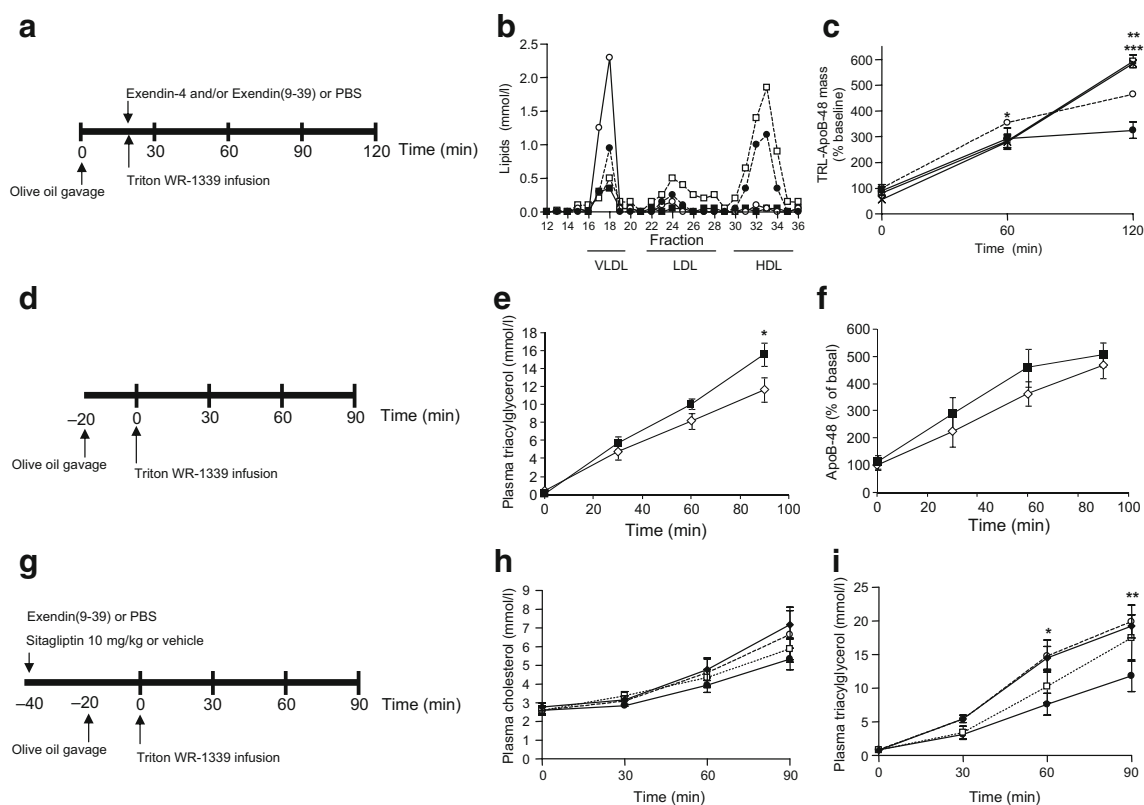 a
Exendin-4 and/or Exendin(9-39) or PBS
0 30 60 90 120 Time (min)
Olive oil gavage
Triton WR-1339 infusion
b
Lipids (mmol/l)
2.5
2.0
1.5
1.0
0.5
0.0
12 14 16 18 20 22 24 26 28 30 32 34 36
Fraction
VLDL LDL HDL
c
TRL-ApoB-48 mass
(% baseline)
600
500
400
300
200
100
0
*
**
***
0 60 120
Time (min)
d
–20 0 30 60 90 Time (min)
Olive oil gavage
Triton WR-1339 infusion
e
Plasma triacylglycerol (mmol/l)
18
16
14
12
10
8
6
4
2
0
*
0 20 40 60 80 100
Time (min)
f
ApoB-48 (% of basal)
600
500
400
300
200
100
0
0 20 40 60 80 100
Time (min)
g
Exendin(9-39) or PBS
Sitagliptin 10 mg/kg or vehicle
–40 –20 0 30 60 90 Time (min)
Olive oil gavage
Triton WR-1339 infusion
h
Plasma cholesterol (mmol/l)
9
8
7
6
5
4
3
2
1
0
0 30 60 90
Time (min)
i
Plasma triacylglycerol (mmol/l)
25
20
15
10
5
0
*
**
0 30 60 90
Time (min)